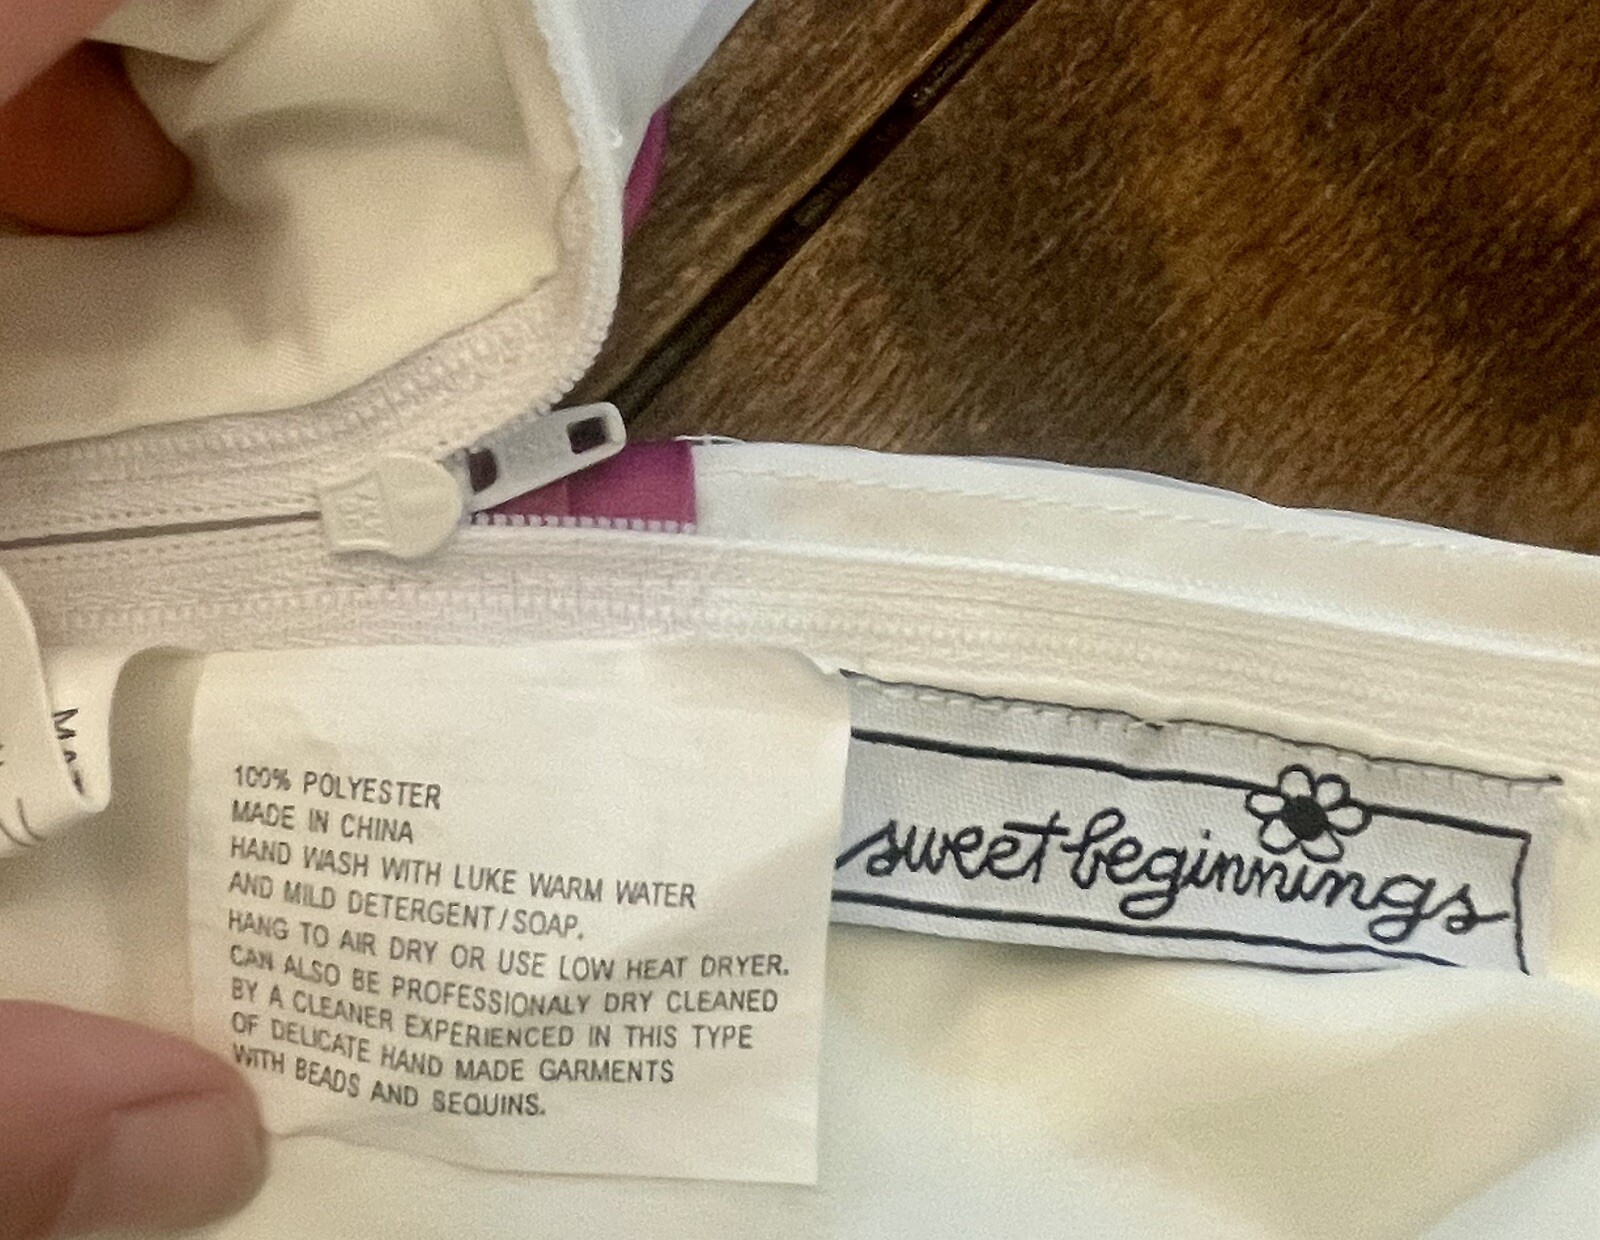 100% POLYESTER
MADE IN CHINA
HAND WASH WITH LUKE WARM WATER
AND MILD DETERGENT/SOAP.
HANG TO AIR DRY OR USE LOW HEAT DRYER.
CAN ALSO BE PROFESSIONALY DRY CLEANED
BY A CLEANER EXPERIENCED IN THIS TYPE
OF DELICATE HAND MADE GARMENTS
WITH BEADS AND SEQUINS.
sweet beginnings